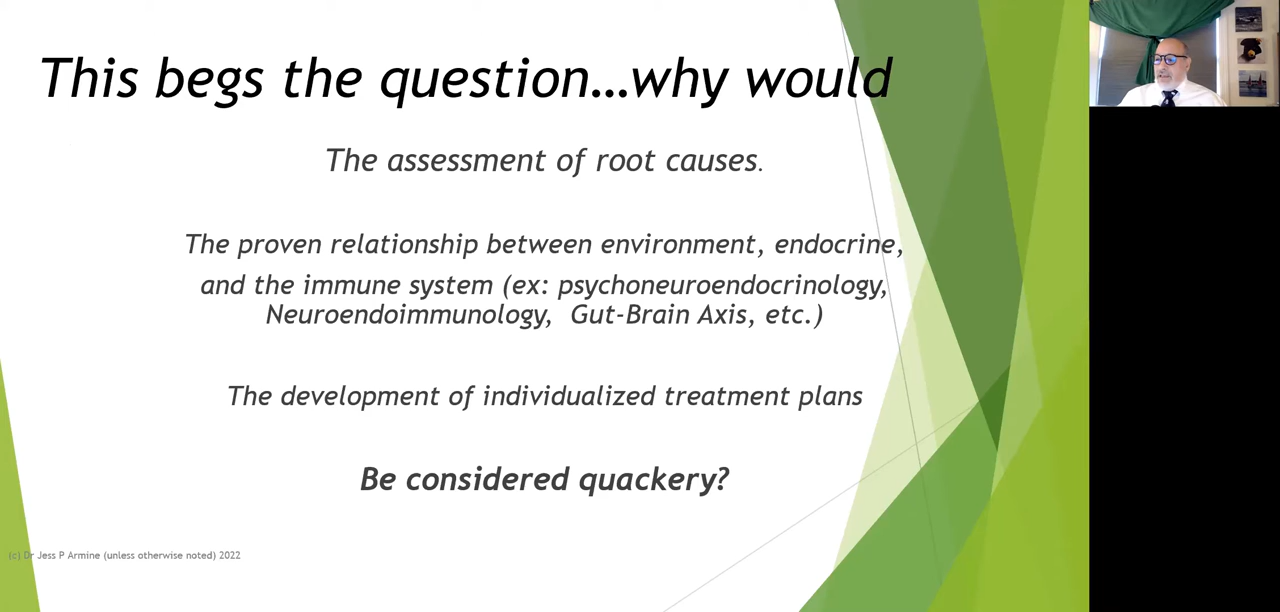 This begs the question…why would
The assessment of root causes.
The proven relationship between environment, endocrine,
and the immune system (ex: psychoneuroendocrinology,
Neuroendoimmunology, Gut-Brain Axis, etc.)
The development of individualized treatment plans
Be considered quackery?
(c) Dr Jess P Armine (unless otherwise noted) 2022